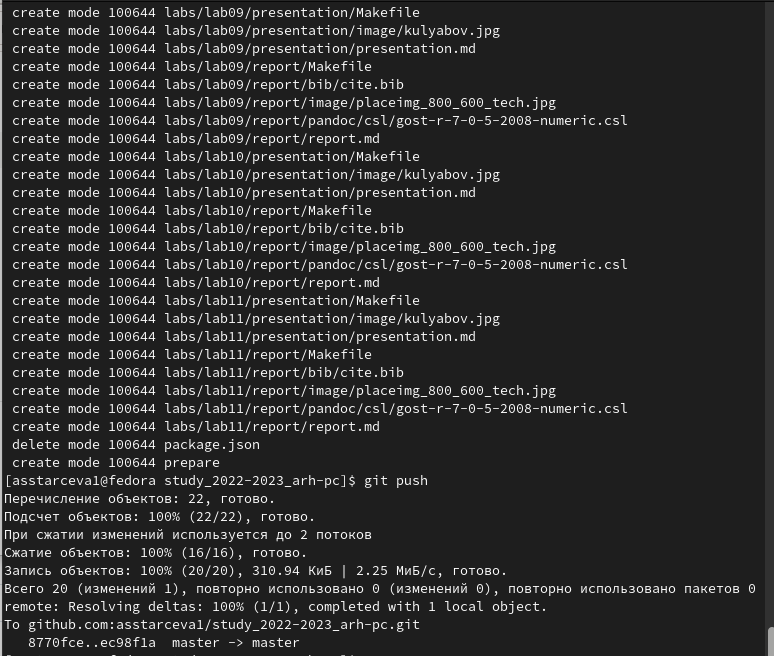 create mode 100644 labs/lab09/presentation/Makefile
create mode 100644 labs/lab09/presentation/image/kulyabov.jpg
create mode 100644 labs/lab09/presentation/presentation.md
create mode 100644 labs/lab09/report/Makefile
create mode 100644 labs/lab09/report/bib/cite.bib
create mode 100644 labs/lab09/report/image/placeimg_800_600_tech.jpg
create mode 100644 labs/lab09/report/pandoc/csl/gost-r-7-0-5-2008-numeric.csl
create mode 100644 labs/lab09/report/report.md
create mode 100644 labs/lab10/presentation/Makefile
create mode 100644 labs/lab10/presentation/image/kulyabov.jpg
create mode 100644 labs/lab10/presentation/presentation.md
create mode 100644 labs/lab10/report/Makefile
create mode 100644 labs/lab10/report/bib/cite.bib
create mode 100644 labs/lab10/report/image/placeimg_800_600_tech.jpg
create mode 100644 labs/lab10/report/pandoc/csl/gost-r-7-0-5-2008-numeric.csl
create mode 100644 labs/lab10/report/report.md
create mode 100644 labs/lab11/presentation/Makefile
create mode 100644 labs/lab11/presentation/image/kulyabov.jpg
create mode 100644 labs/lab11/presentation/presentation.md
create mode 100644 labs/lab11/report/Makefile
create mode 100644 labs/lab11/report/bib/cite.bib
create mode 100644 labs/lab11/report/image/placeimg_800_600_tech.jpg
create mode 100644 labs/lab11/report/pandoc/csl/gost-r-7-0-5-2008-numeric.csl
create mode 100644 labs/lab11/report/report.md
delete mode 100644 package.json
create mode 100644 prepare
[asstarceva1@fedora study_2022-2023_arh-pc]$ git push
Перечисление объектов: 22, готово.
Подсчет объектов: 100% (22/22), готово.
При сжатии изменений используется до 2 потоков
Сжатие объектов: 100% (16/16), готово.
Запись объектов: 100% (20/20), 310.94 КиБ | 2.25 МиБ/с, готово.
Всего 20 (изменений 1), повторно использовано 0 (изменений 0), повторно использовано пакетов 0
remote: Resolving deltas: 100% (1/1), completed with 1 local object.
To github.com:asstarceva1/study_2022-2023_arh-pc.git
8770fce..ec98f1a master -> master